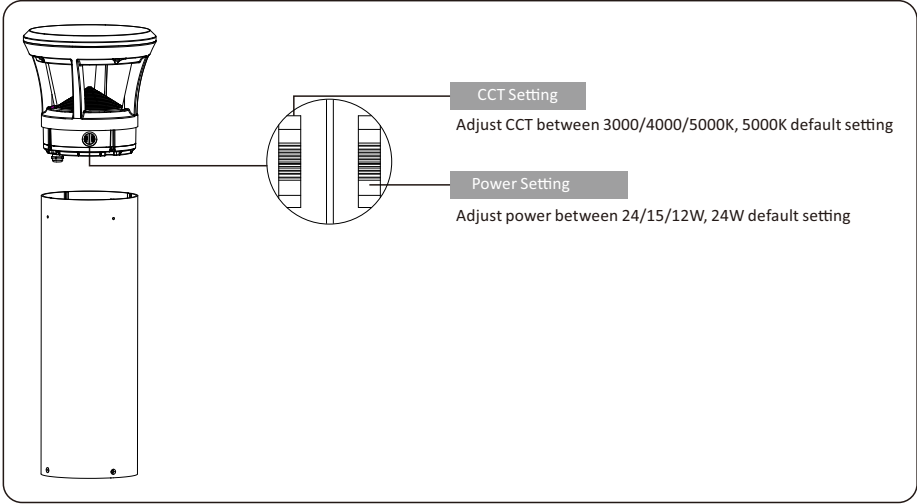 CCT Setting
Adjust CCT between 3000/4000/5000K, 5000K default setting
Power Setting
Adjust power between 24/15/12W, 24W default setting